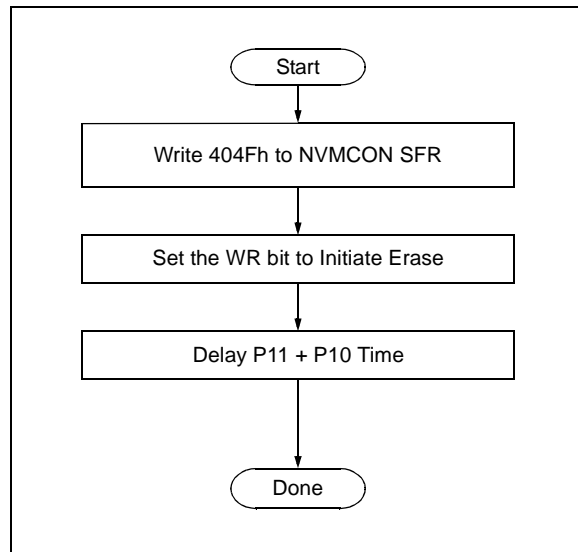 Start
Write 404Fh to NVMCON SFR
Set the WR bit to Initiate Erase
Delay P11 + P10 Time
Done